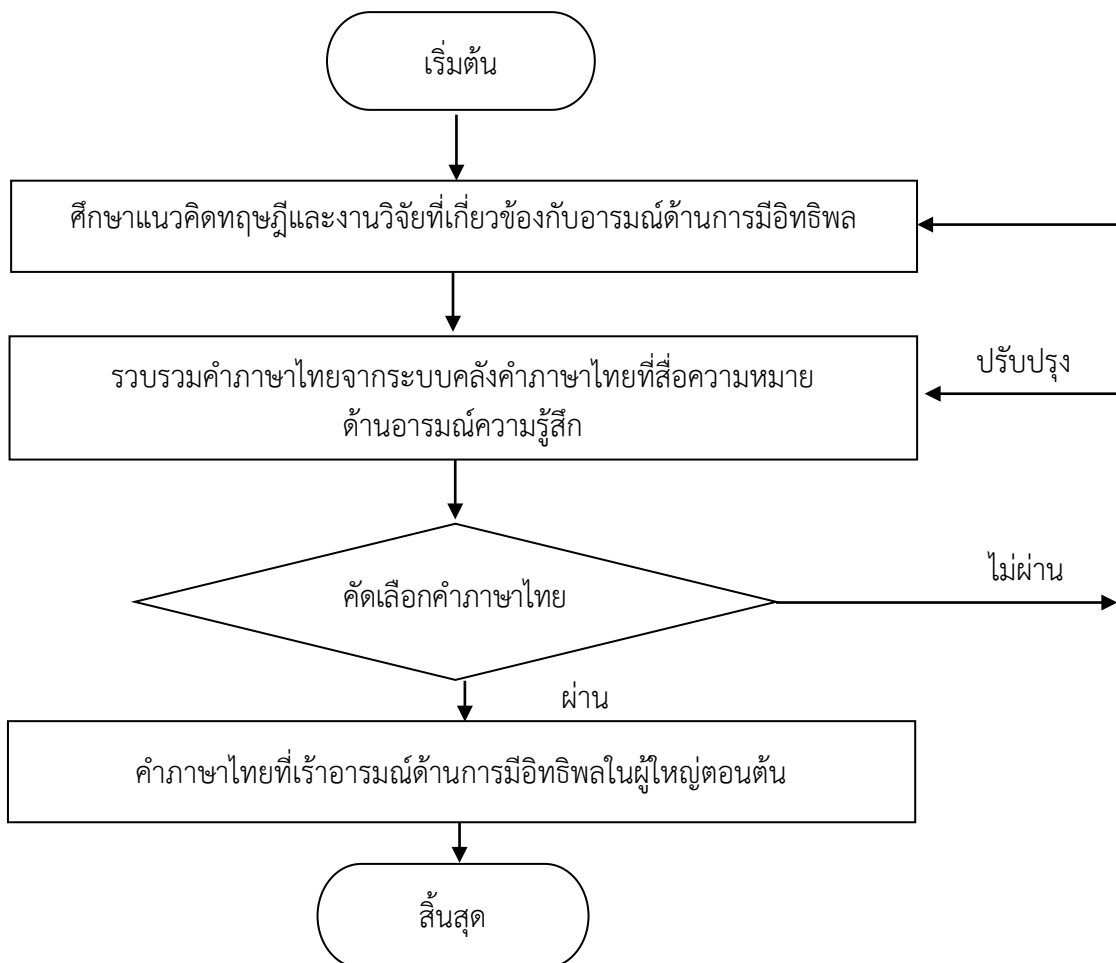 เริ่มต้น
ศึกษาแนวคิดทฤษฎีและงานวิจัยที่เกี่ยวข้องกับอารมณ์ด้านการมีอิทธิพล
รวบรวมคำภาษาไทยจากระบบคลังคำภาษาไทยที่สื่อความหมาย
ด้านอารมณ์ความรู้สึก
ปรับปรุง
คัดเลือกคำภาษาไทย
ไม่ผ่าน
ผ่าน
คำภาษาไทยที่เร้าอารมณ์ด้านการมีอิทธิพลในผู้ใหญ่ตอนต้น
สิ้นสุด